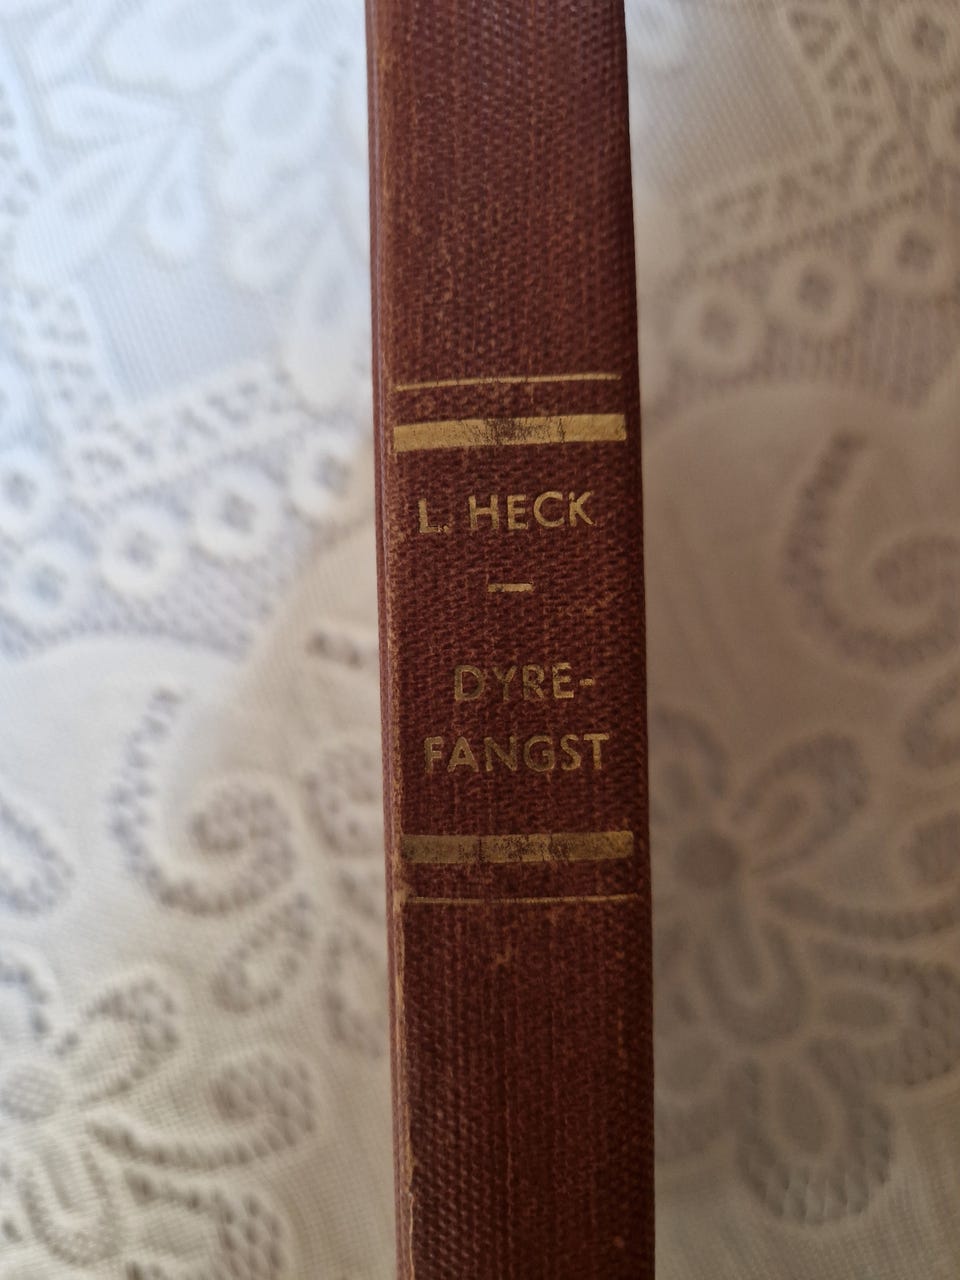 L. HECK
—
DYRE-
FANGST